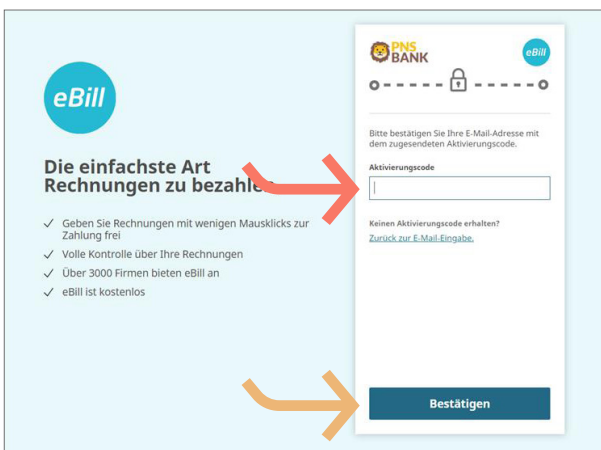 eBill
Die einfachste Art
Rechnungen zu bezahlen
Geben Sie Rechnungen mit wenigen Mausklicks zur
Zahlung frei
Volle Kontrolle über Ihre Rechnungen
Über 3000 Firmen bieten eBill an
eBill ist kostenlos
PNS
BANK
eBill
Bitte bestätigen Sie Ihre E-Mail-Adresse mit
dem zugesendeten Aktivierungscode.
Aktivierungscode
Keinen Aktivierungscode erhalten?
Zurück zur E-Mail-Eingabe.
Bestätigen